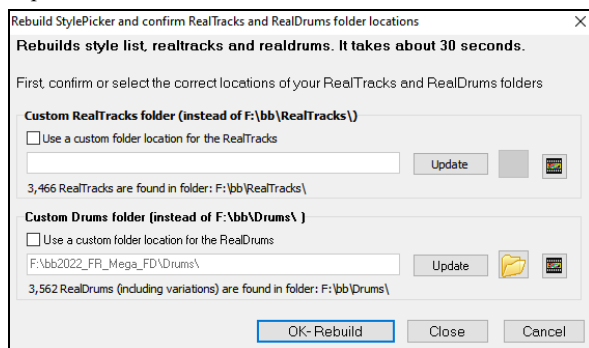 Rebuild StylePicker and confirm RealTracks and RealDrums folder locations
Rebuilds style list, realtracks and realdrums. It takes about 30 seconds.
First, confirm or select the correct locations of your RealTracks and RealDrums folders
Custom RealTracks folder (instead of F:\bb\RealTracks\)
Use a custom folder location for the RealTracks
Update
3,466 RealTracks are found in folder: F:\bb\RealTracks\
Custom Drums folder (instead of F:\bb\Drums\ )
Use a custom folder location for the RealDrums
F:\bb2022_FR_Mega_FD\Drums\ Update
3,562 RealDrums (including variations) are found in folder: F:\bb\Drums\
OK- Rebuild Close Cancel